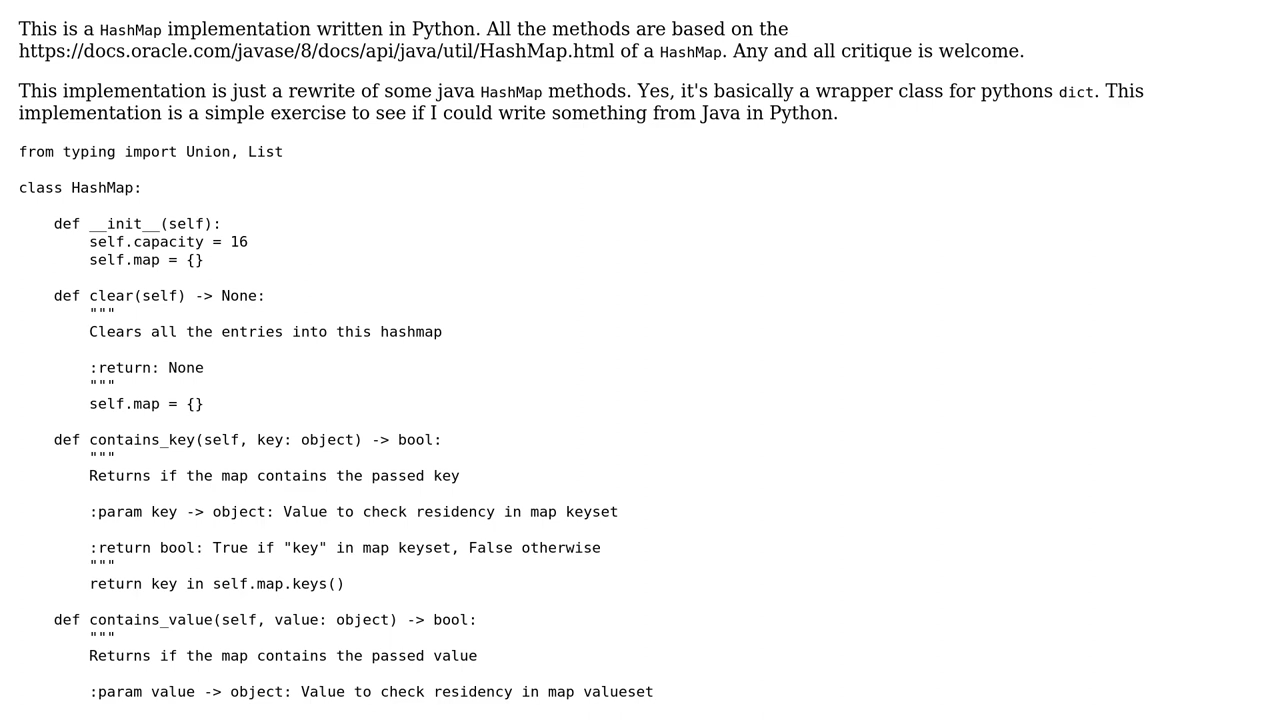 This is a HashMap implementation written in Python. All the methods are based on the
https://docs.oracle.com/javase/8/docs/api/java/util/HashMap.html of a HashMap. Any and all critique is welcome.
This implementation is just a rewrite of some java HashMap methods. Yes, it's basically a wrapper class for pythons dict. This
implementation is a simple exercise to see if I could write something from Java in Python.
from typing import Union, List
class HashMap:
    def __init__(self):
        self.capacity = 16
        self.map = {}
    def clear(self) -> None:
        """
        Clears all the entries into this hashmap
        :return: None
        """
        self.map = {}
    def contains_key(self, key: object) -> bool:
        """
        Returns if the map contains the passed key
        :param key -> object: Value to check residency in map keyset
        :return bool: True if "key" in map keyset, False otherwise
        """
        return key in self.map.keys()
    def contains_value(self, value: object) -> bool:
        """
        Returns if the map contains the passed value
        :param value -> object: Value to check residency in map valueset